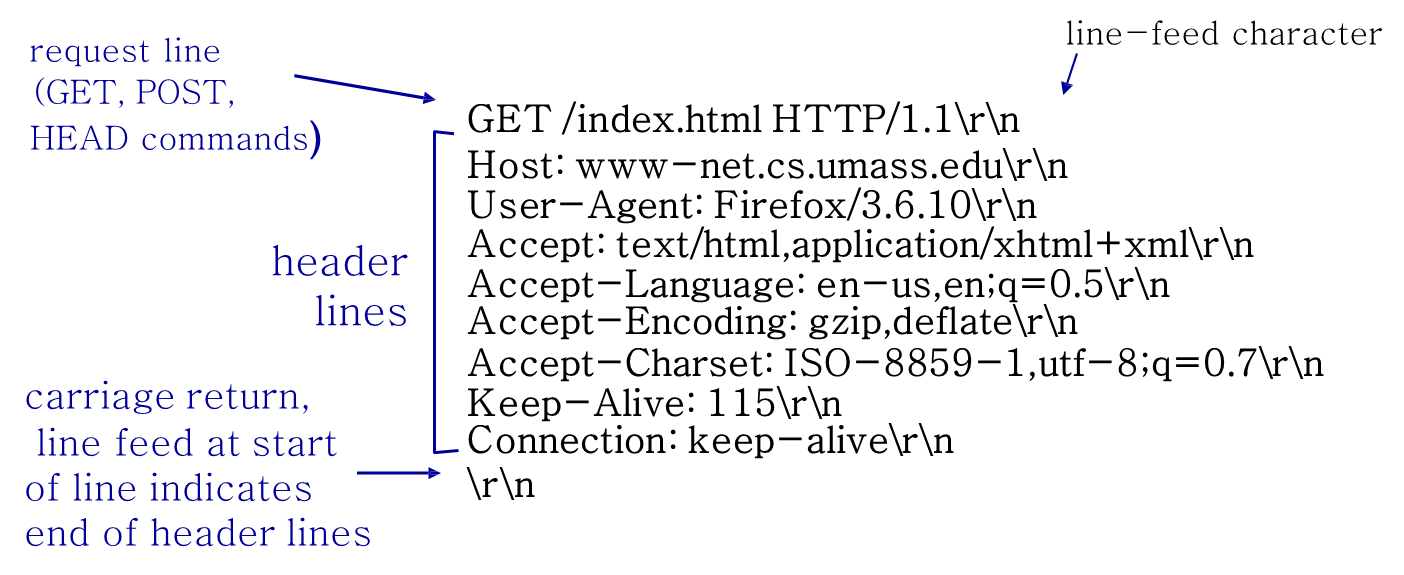 line-feed character
request line
(GET, POST,
HEAD commands)
GET /index.html HTTP/1.1\r\n
Host: www-net.cs.umass.edu\r\n
User-Agent: Firefox/3.6.10\r\n
Accept: text/html,application/xhtml+xml\r\n
Accept-Language: en-us,en;q=0.5\r\n
Accept-Encoding: gzip,deflate\r\n
Accept-Charset: ISO-8859-1,utf-8;q=0.7\r\n
Keep-Alive: 115\r\n
Connection: keep-alive\r\n
\r\n
header
lines
carriage return,
line feed at start
of line indicates
end of header lines